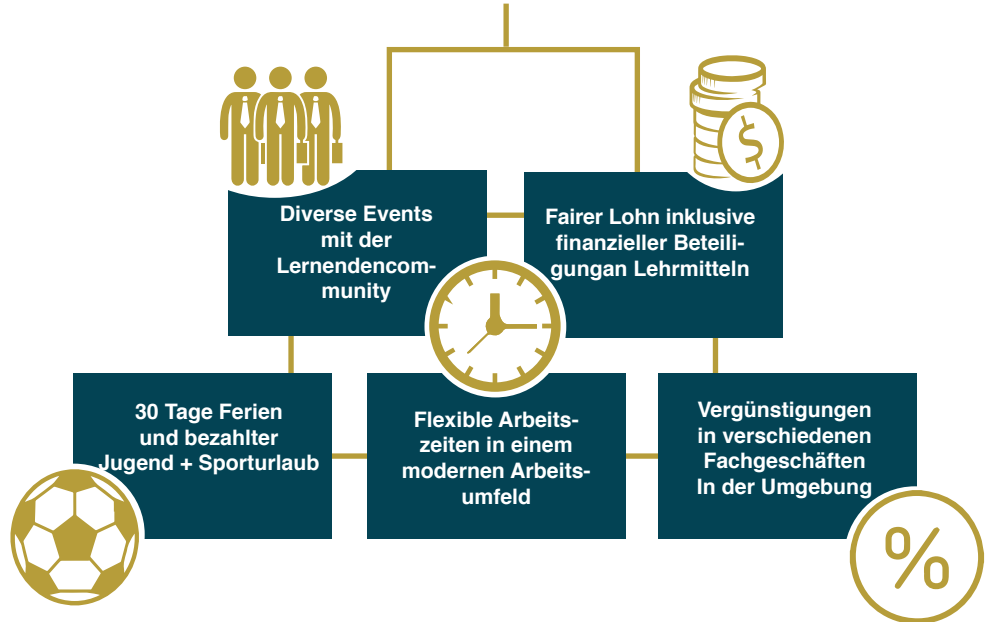 Diverse Events
mit der
Lernendencom-
munity
Fairer Lohn inklusive
finanzieller Beteili-
gungan Lehrmitteln
30 Tage Ferien
und bezahlter
Jugend + Sporturlaub
Flexible Arbeits-
zeiten in einem
modernen Arbeits-
umfeld
Vergünstigungen
in verschiedenen
Fachgeschäften
In der Umgebung
$
%